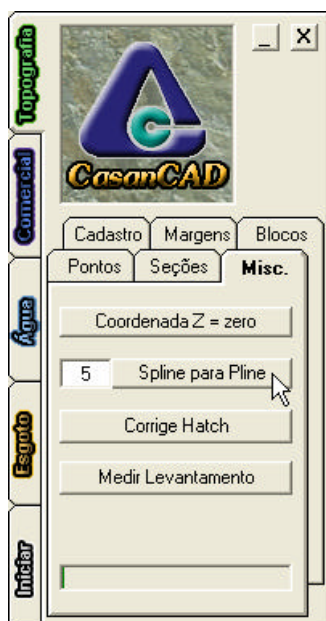 Topografia
Comercial
Água
Esgoto
Iniciar
_ X
CasanCAD
Cadastro Margens Blocos
Pontos Seções Misc.
Coordenada Z = zero
5 Spline para Pline
Corrige Hatch
Medir Levantamento